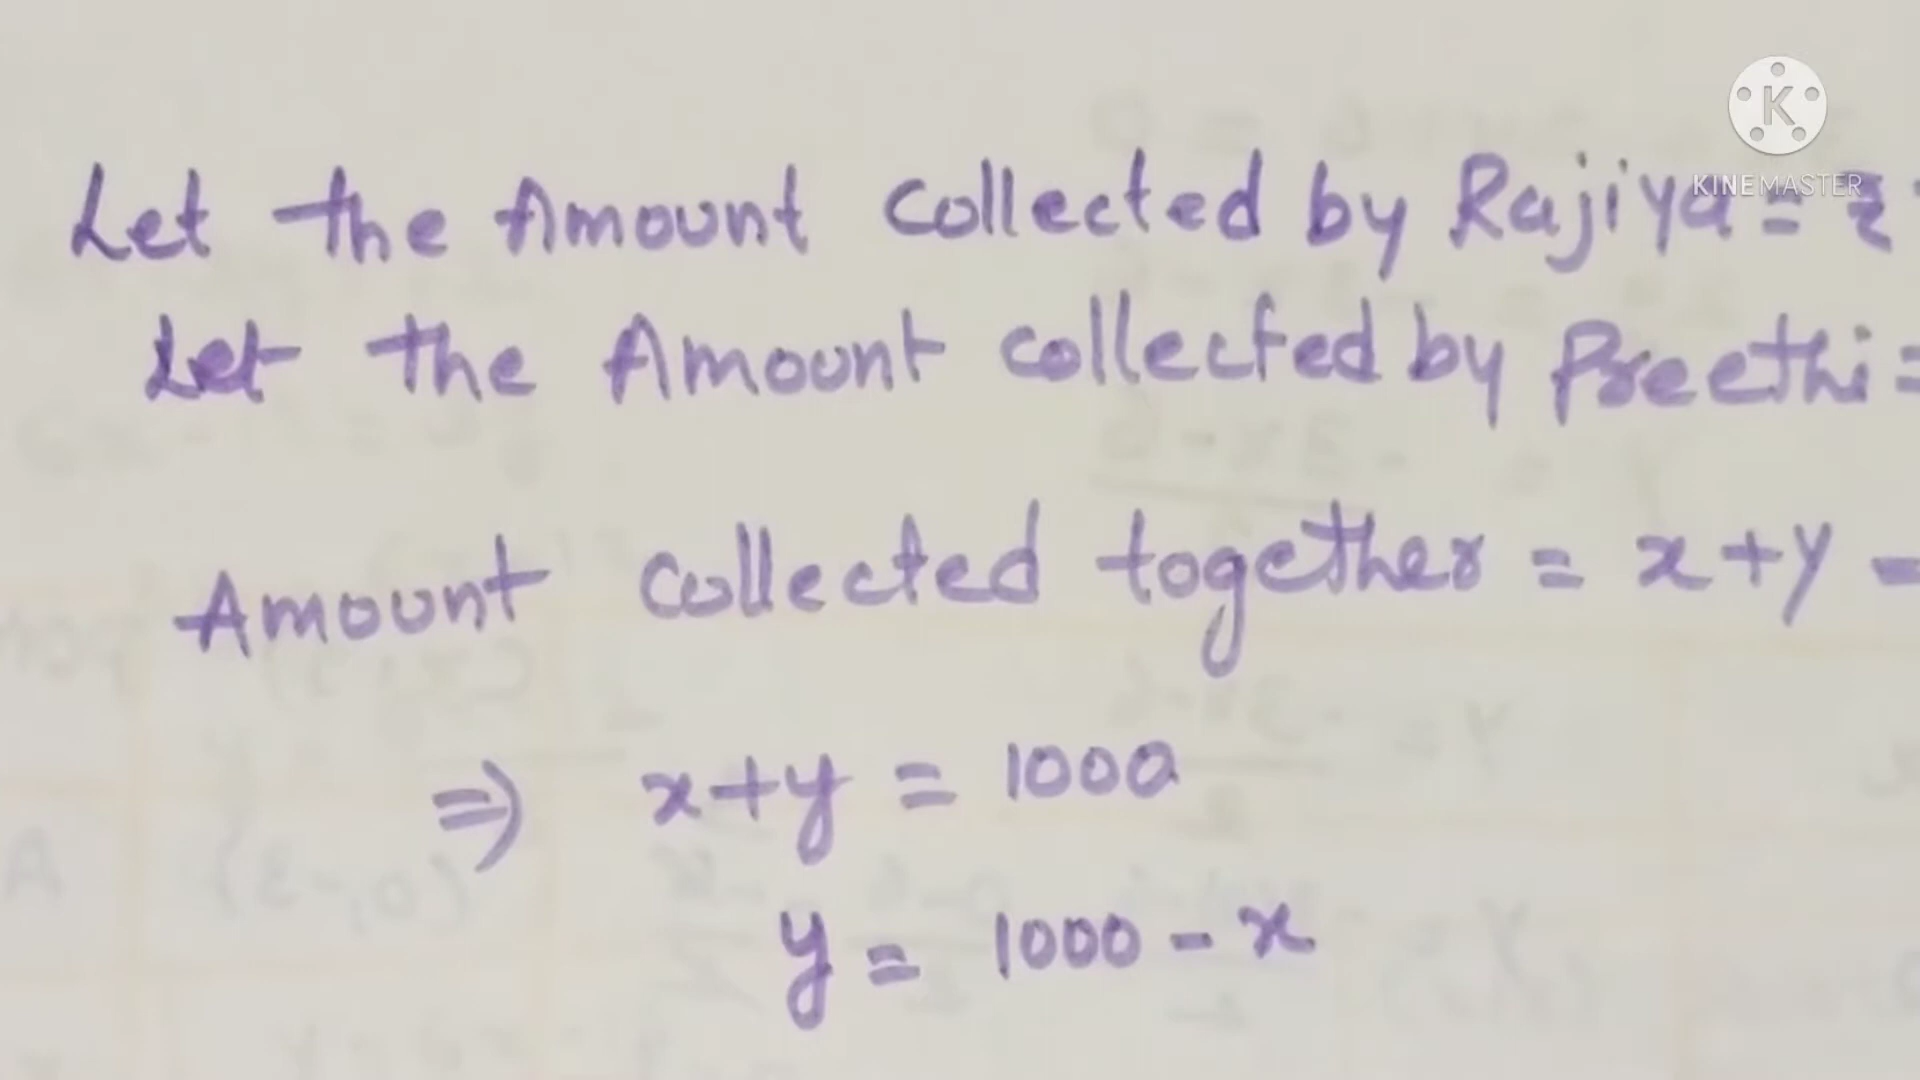 K
KINEMASTER
Let the Amount Collected by Rajiya = ₹
Let the Amount collected by Preethi =
Amount collected together = x+y -
⇒ x+y = 1000
y = 1000 - x